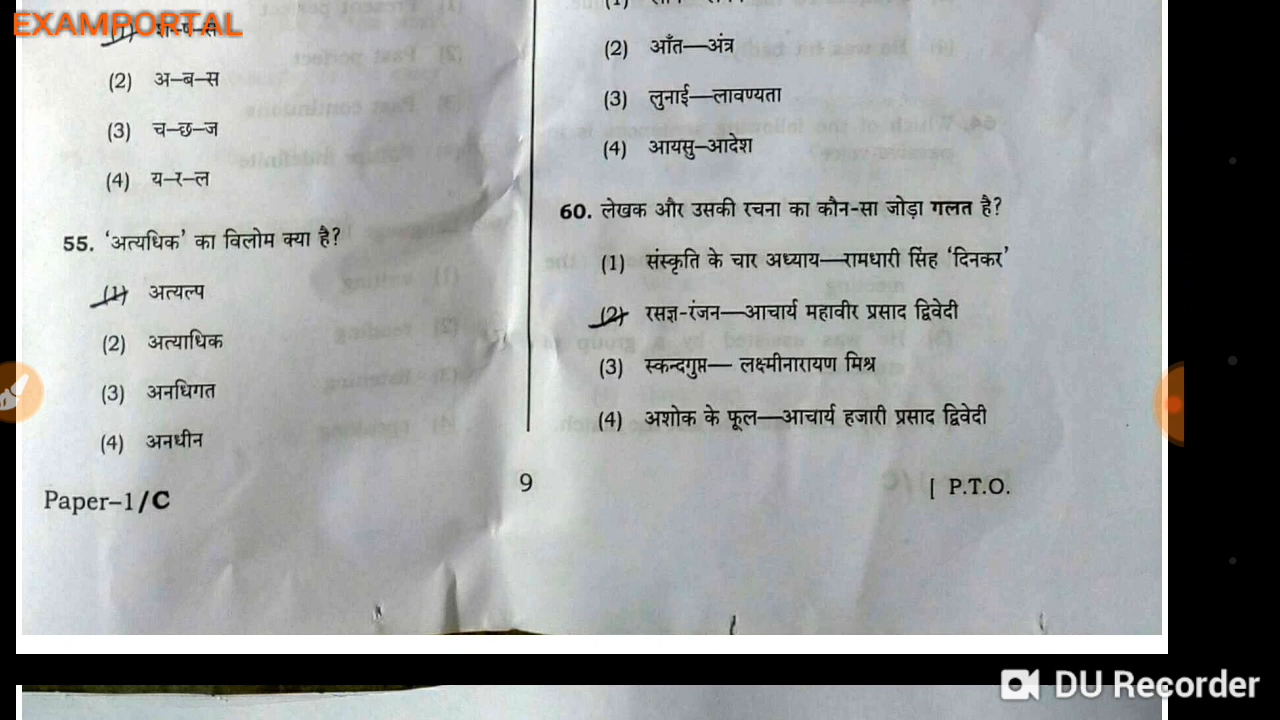 EXAMPORTAL
(1) श–ष–स
(2) अ–ब–स
(3) च–छ–ज
(4) य–र–ल
55. 'अत्यधिक' का विलोम क्या है?
(1) अत्यल्प
(2) अत्याधिक
(3) अनधिगत
(4) अनधीन
Paper–1/C
(2) आँत—अंत्र
(3) लुनाई—लावण्यता
(4) आयसु–आदेश
60. लेखक और उसकी रचना का कौन-सा जोड़ा गलत है?
(1) संस्कृति के चार अध्याय—रामधारी सिंह 'दिनकर'
(2) रसज्ञ-रंजन—आचार्य महावीर प्रसाद द्विवेदी
(3) स्कन्दगुप्त— लक्ष्मीनारायण मिश्र
(4) अशोक के फूल—आचार्य हजारी प्रसाद द्विवेदी
9
[ P.T.O.
DU Recorder